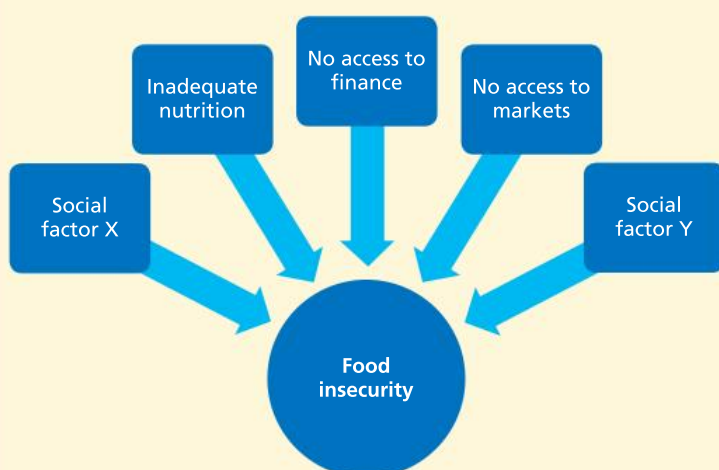 No access to
finance
Inadequate
nutrition
No access to
markets
Social
factor X
Social
factor Y
Food
insecurity